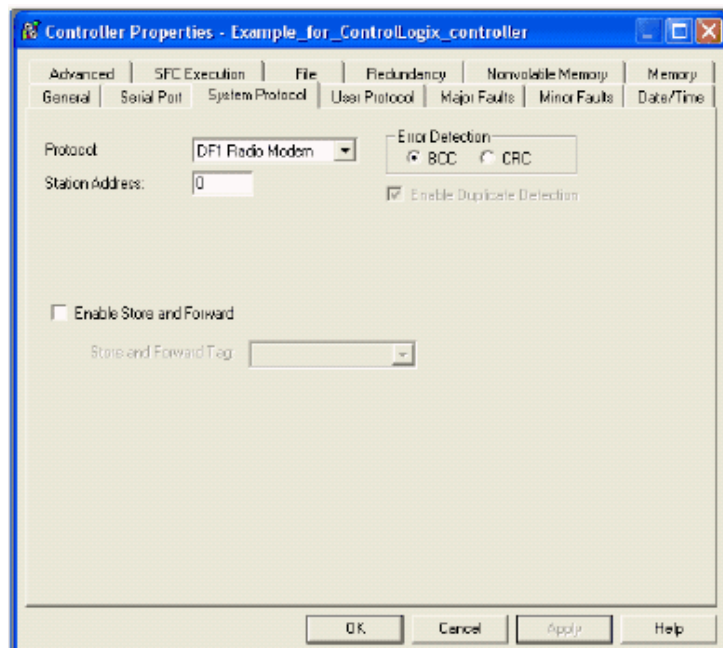 Controller Properties - Example_for_ControlLogix_controller
Advanced SFC Execution File Redundancy Nonvolable Memory Memory
General Serial Port System Protocol User Protocol Major Faults Minor Faults Date/Time
Protocol: DF1 Radio Modem
Error Detection
BCC CRC
Station Address: 0
Enable Duplicate Detection
Enable Store and Forward
Store and Forward Tag:
OK Cancel Apply Help